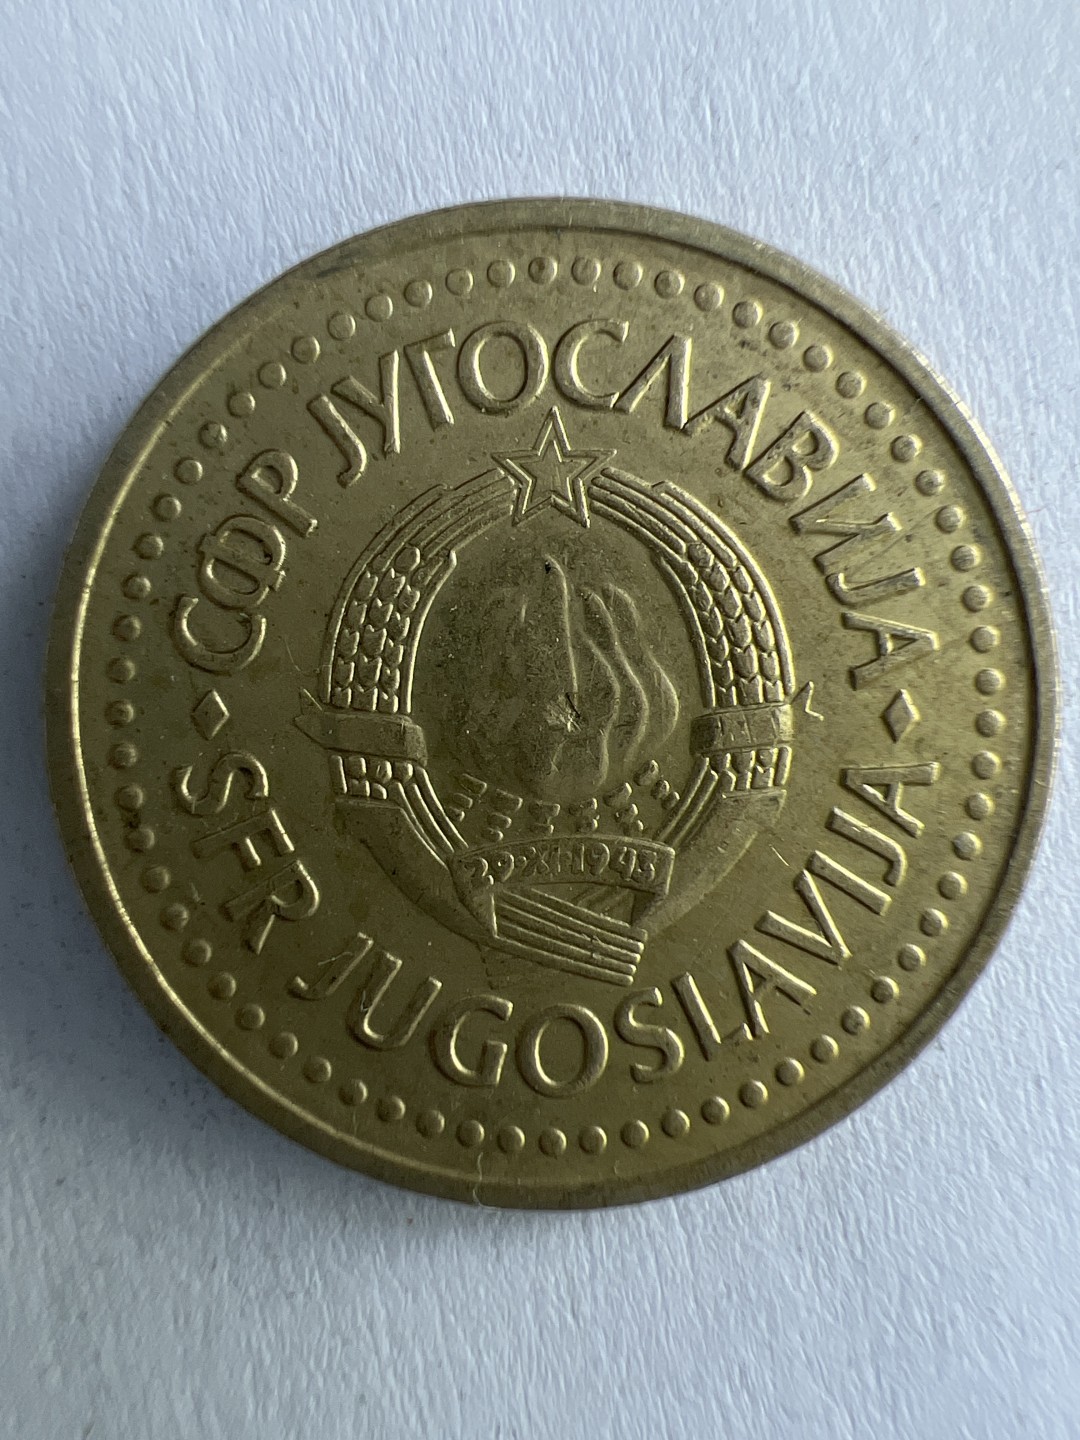 СФР ЈУГОСЛАВИЈА
29·XI·1943
SFR JUGOSLAVIJA